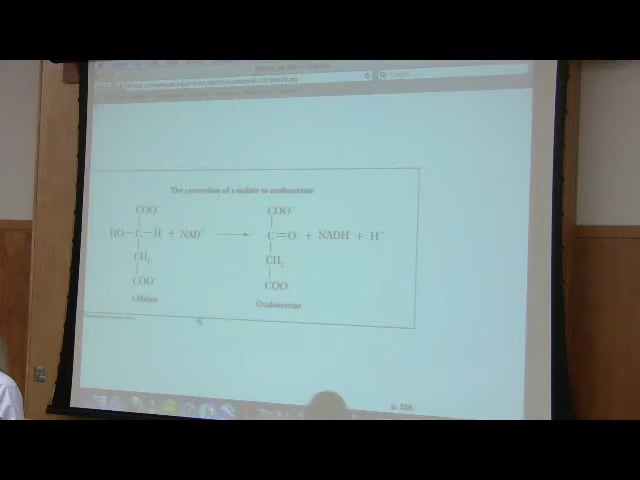 The conversion of L-malate to oxaloacetate
COO⁻ COO⁻
HO—C—H + NAD⁺ → C=O + NADH + H⁺
CH₂ CH₂
COO⁻ COO
L-Malate Oxaloacetate
p. 558